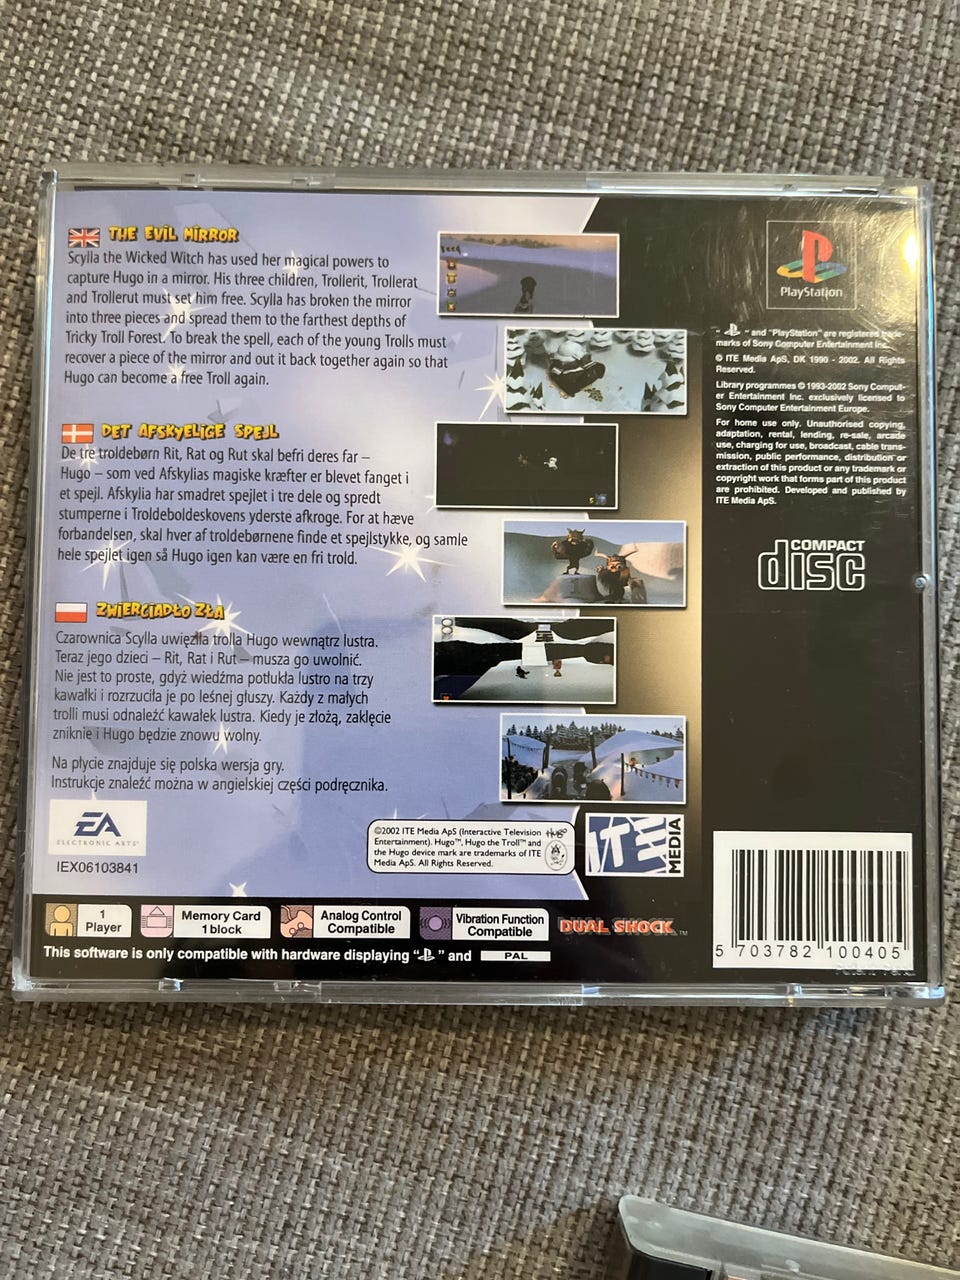 THE EVIL MIRROR
Scylla the Wicked Witch has used her magical powers to
capture Hugo in a mirror. His three children, Trollerit, Trollerat
and Trollerut must set him free. Scylla has broken the mirror
into three pieces and spread them to the farthest depths of
Tricky Troll Forest. To break the spell, each of the young Trolls must
recover a piece of the mirror and out it back together again so that
Hugo can become a free Troll again.
DET AFSKYELIGE SPEJL
De tre troldebørn Rit, Rat og Rut skal befri deres far –
Hugo – som ved Afskylias magiske kræfter er blevet fanget i
et spejl. Afskylia har smadret spejlet i tre dele og spredt
stumperne i Troldeboldeskovens yderste afkroge. For at hæve
forbandelsen, skal hver af troldebørnene finde et spejlstykke, og samle
hele spejlet igen så Hugo igen kan være en fri trold.
ZWIERCIADŁO ZŁA
Czarownica Scylla uwięziła trolla Hugo wewnątrz lustra.
Teraz jego dzieci – Rit, Rat i Rut – musza go uwolnić.
Nie jest to proste, gdyż wiedźma potłukła lustro na trzy
kawałki i rozrzuciła je po leśnej głuszy. Każdy z małych
trolli musi odnaleźć kawałek lustra. Kiedy je złożą, zaklęcie
zniknie i Hugo będzie znowu wolny.
Na płycie znajduje się polska wersja gry.
Instrukcje znaleźć można w angielskiej części podręcznika.
EA
ELECTRONIC ARTS
IEX06103841
©2002 ITE Media ApS (Interactive Television
Entertainment). Hugo™, Hugo the Troll™ and
the Hugo device mark are trademarks of ITE
Media ApS. All Rights Reserved.
HUGO
ITE MEDIA
PlayStation
" " and "PlayStation" are registered trade-
marks of Sony Computer Entertainment Inc.
© ITE Media ApS, DK 1990 - 2002. All Rights
Reserved.
Library programmes © 1993-2002 Sony Comput-
er Entertainment Inc. exclusively licensed to
Sony Computer Entertainment Europe.
For home use only. Unauthorised copying,
adaptation, rental, lending, re-sale, arcade
use, charging for use, broadcast, cable trans-
mission, public performance, distribution or
extraction of this product or any trademark or
copyright work that forms part of this product
are prohibited. Developed and published by
ITE Media ApS.
COMPACT
disc
1
Player
Memory Card
1 block
Analog Control
Compatible
Vibration Function
Compatible
DUAL SHOCK™
This software is only compatible with hardware displaying " " and PAL
5 703782 100405